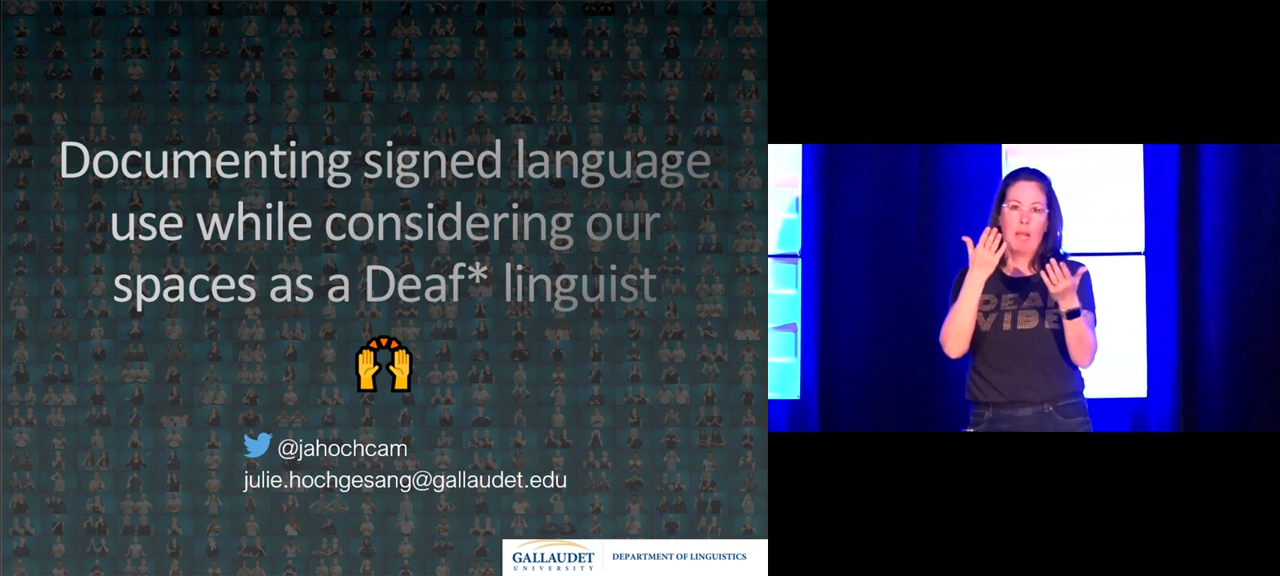 Documenting signed language
use while considering our
spaces as a Deaf* linguist
@jahochcam
julie.hochgesang@gallaudet.edu
GALLAUDET
UNIVERSITY
DEPARTMENT OF LINGUISTICS
DEAF
VIBE